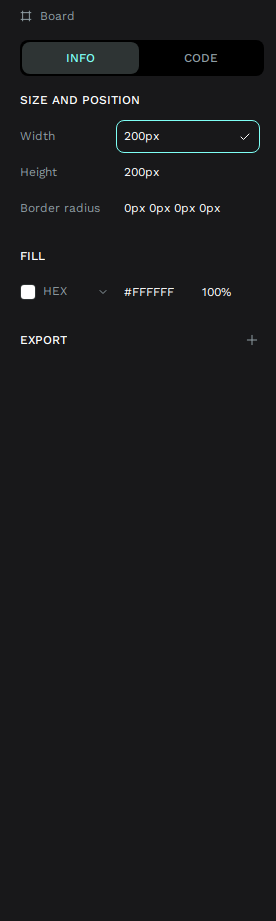 Board
INFO CODE
SIZE AND POSITION
Width 200px
Height 200px
Border radius 0px 0px 0px 0px
FILL
HEX #FFFFFF 100%
EXPORT